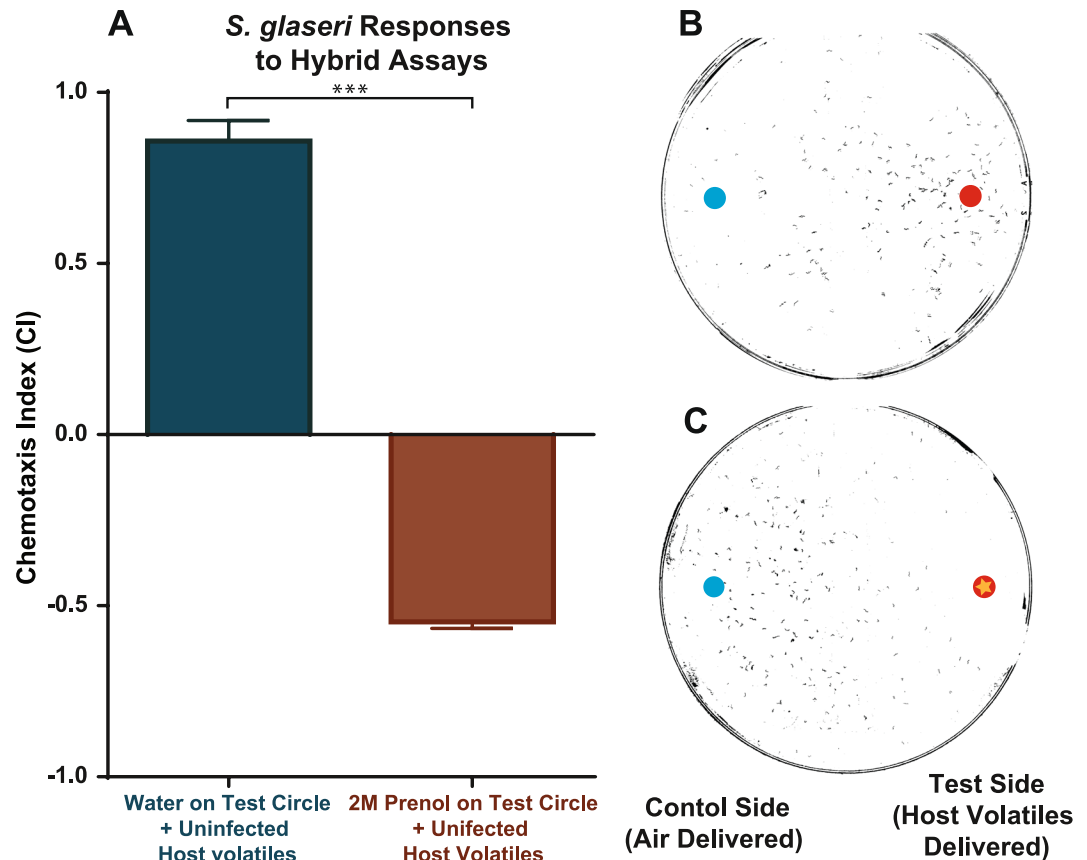 A
S. glaseri Responses
to Hybrid Assays
***
1.0
0.5
0.0
-0.5
-1.0
Chemotaxis Index (CI)
Water on Test Circle
+ Uninfected
Host volatiles
2M Prenol on Test Circle
+ Unifected
Host Volatiles
B
C
Contol Side
(Air Delivered)
Test Side
(Host Volatiles
Delivered)